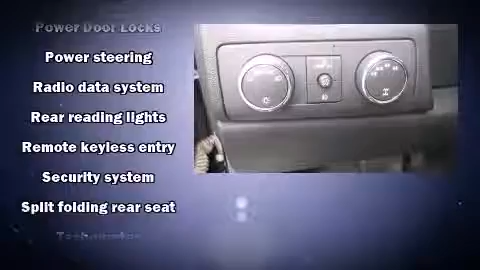 Power Door Locks
Power steering
Radio data system
Rear reading lights
Remote keyless entry
Security system
Split folding rear seat
Tachometer